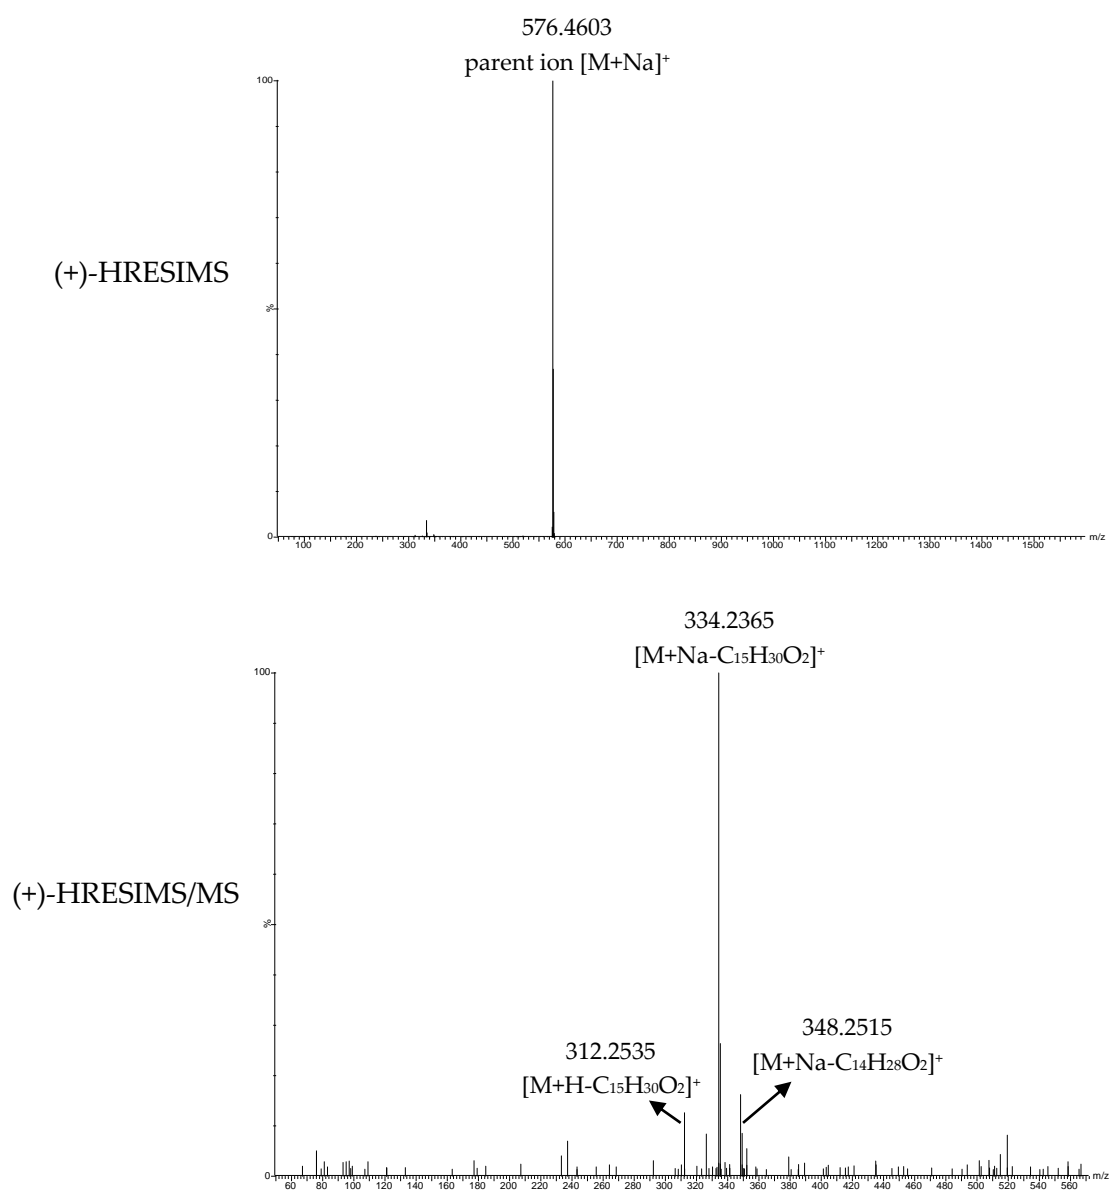 576.4603
parent ion [M+Na]+
100
(+)-HRESIMS
%
0
100 200 300 400 500 600 700 800 900 1000 1100 1200 1300 1400 1500 m/z
334.2365
[M+Na-C15H30O2]+
100
(+)-HRESIMS/MS
%
348.2515
312.2535
[M+Na-C14H28O2]+
[M+H-C15H30O2]+
0
60 80 100 120 140 160 180 200 220 240 260 280 300 320 340 360 380 400 420 440 460 480 500 520 540 560 m/z